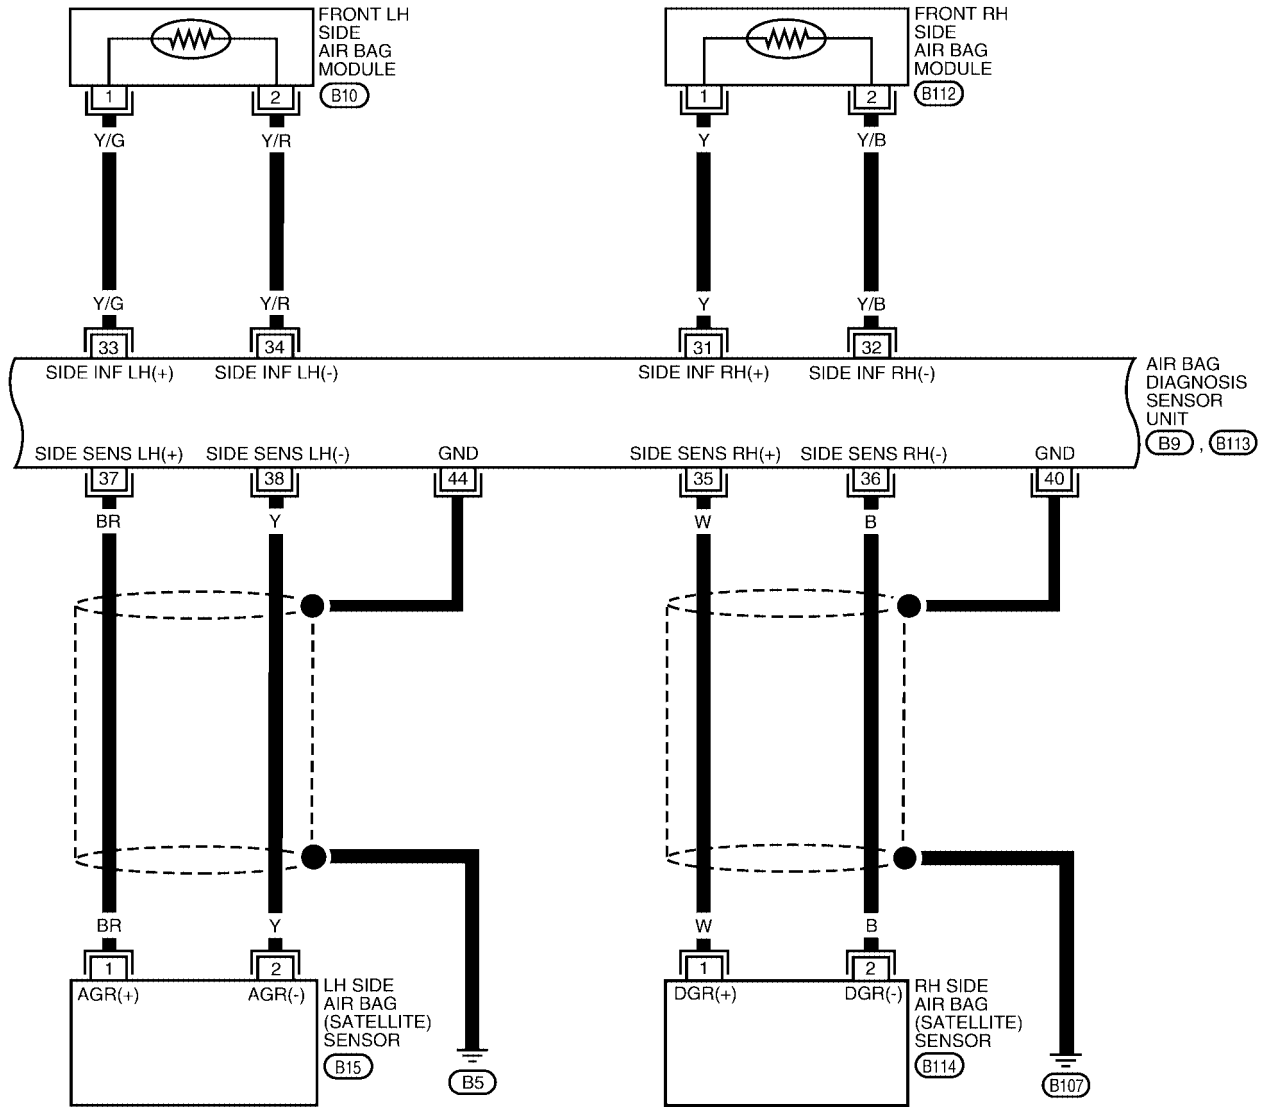 FRONT LH
SIDE
AIR BAG
MODULE
B10
1
2
Y/G
Y/R
FRONT RH
SIDE
AIR BAG
MODULE
B112
1
2
Y
Y/B
Y/G
Y/R
Y
Y/B
33
34
31
32
SIDE INF LH(+)
SIDE INF LH(-)
SIDE INF RH(+)
SIDE INF RH(-)
AIR BAG
DIAGNOSIS
SENSOR
UNIT
B9 , B113
SIDE SENS LH(+)
SIDE SENS LH(-)
GND
SIDE SENS RH(+)
SIDE SENS RH(-)
GND
37
38
44
35
36
40
BR
Y
W
B
BR
Y
W
B
1
2
1
2
AGR(+)
AGR(-)
LH SIDE
AIR BAG
(SATELLITE)
SENSOR
B15
B5
DGR(+)
DGR(-)
RH SIDE
AIR BAG
(SATELLITE)
SENSOR
B114
B107